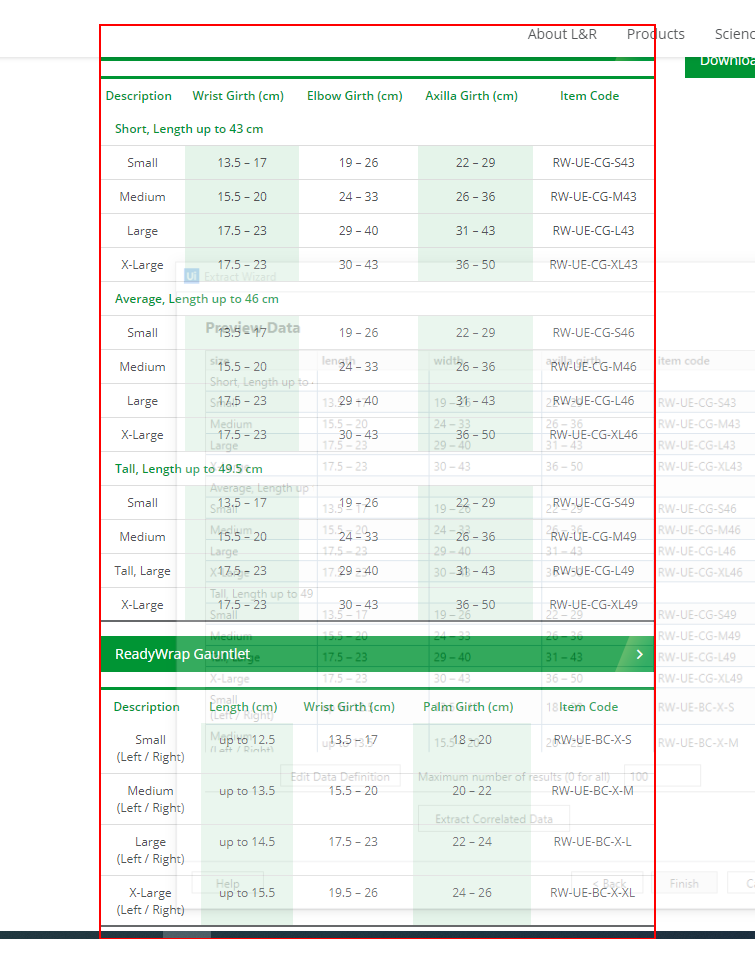 About L&R Products Scienc
Downloa
Description Wrist Girth (cm) Elbow Girth (cm) Axilla Girth (cm) Item Code
Short, Length up to 43 cm
Small 13.5 – 17 19 – 26 22 – 29 RW-UE-CG-S43
Medium 15.5 – 20 24 – 33 26 – 36 RW-UE-CG-M43
Large 17.5 – 23 29 – 40 31 – 43 RW-UE-CG-L43
X-Large 17.5 – 23 30 – 43 36 – 50 RW-UE-CG-XL43
Ui Extract Wizard
Average, Length up to 46 cm
Preview Data
Small 13.5 – 17 19 – 26 22 – 29 RW-UE-CG-S46
size length width axilla girth item code
Medium 15.5 – 20 24 – 33 26 – 36 RW-UE-CG-M46
Short, Length up to
Large 17.5 – 23 29 – 40 31 – 43 RW-UE-CG-L46
Small 13.5 – 17 19 – 26 22 – 29 RW-UE-CG-S43
Medium 15.5 – 20 24 – 33 26 – 36 RW-UE-CG-M43
X-Large 17.5 – 23 30 – 43 36 – 50 RW-UE-CG-XL46
Large 17.5 – 23 29 – 40 31 – 43 RW-UE-CG-L43
Tall, Length up to 49.5 cm
X-Large 17.5 – 23 30 – 43 36 – 50 RW-UE-CG-XL43
Average, Length up
Small 13.5 – 17 19 – 26 22 – 29 RW-UE-CG-S49
Small 13.5 – 17 19 – 26 22 – 29 RW-UE-CG-S46
Medium 15.5 – 20 24 – 33 26 – 36 RW-UE-CG-M49
Medium 15.5 – 20 24 – 33 26 – 36 RW-UE-CG-M46
Large 17.5 – 23 29 – 40 31 – 43 RW-UE-CG-L46
Tall, Large 17.5 – 23 29 – 40 31 – 43 RW-UE-CG-L49
X-Large 17.5 – 23 30 – 43 36 – 50 RW-UE-CG-XL46
Tall, Length up to 49
X-Large 17.5 – 23 30 – 43 36 – 50 RW-UE-CG-XL49
Small 13.5 – 17 19 – 26 22 – 29 RW-UE-CG-S49
Medium 15.5 – 20 24 – 33 26 – 36 RW-UE-CG-M49
ReadyWrap Gauntlet
Tall, Large 17.5 – 23 29 – 40 31 – 43 RW-UE-CG-L49
X-Large 17.5 – 23 30 – 43 36 – 50 RW-UE-CG-XL49
Description Length (cm) Wrist Girth (cm) Palm Girth (cm) Item Code
Small
(Left / Right) RW-UE-BC-X-S
Small up to 12.5 13.5 – 17 18 – 20 RW-UE-BC-X-S
(Left / Right)
Medium up to 13.5 15.5 – 20 RW-UE-BC-X-M
(Left / Right)
Edit Data Definition Maximum number of results (0 for all) 100
Medium up to 13.5 15.5 – 20 20 – 22 RW-UE-BC-X-M
(Left / Right)
Extract Correlated Data
Large up to 14.5 17.5 – 23 22 – 24 RW-UE-BC-X-L
(Left / Right)
Help < Back Finish Ca
X-Large up to 15.5 19.5 – 26 24 – 26 RW-UE-BC-X-XL
(Left / Right)